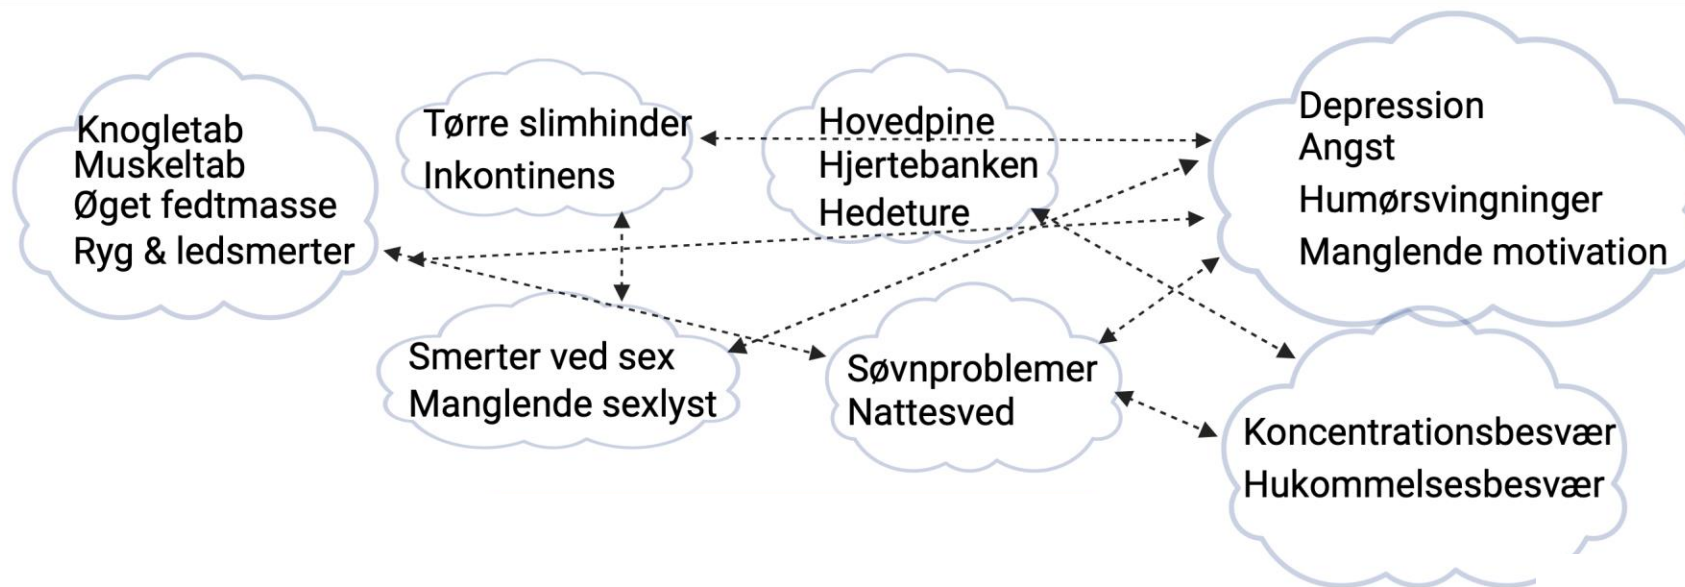 Knogletab
Muskeltab
Øget fedtmasse
Ryg & ledsmerter
Tørre slimhinder
Inkontinens
Hovedpine
Hjertebanken
Hedeture
Depression
Angst
Humørsvingninger
Manglende motivation
Smerter ved sex
Manglende sexlyst
Søvnproblemer
Nattesved
Koncentrationsbesvær
Hukommelsesbesvær